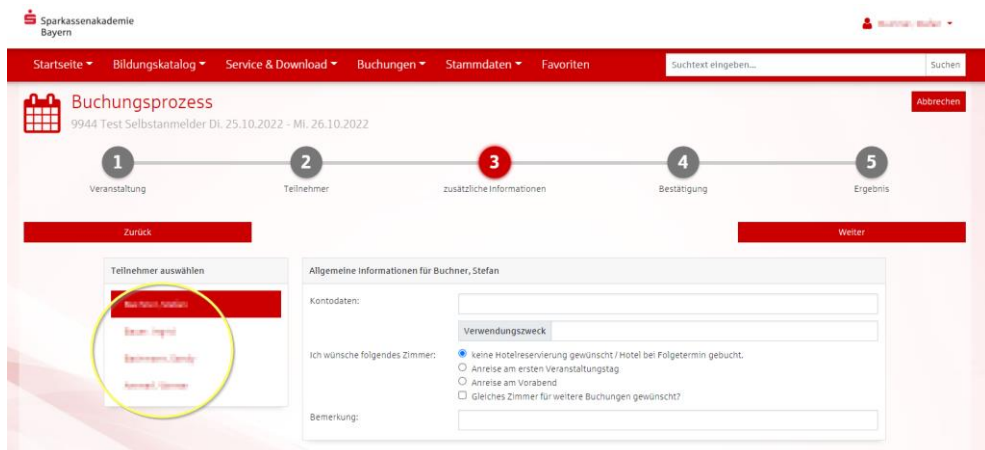 Sparkassenakademie
Bayern
Startseite
Bildungskatalog
Service & Download
Buchungen
Stammdaten
Favoriten
Suchtext eingeben...
Suchen
Buchungsprozess
9944 Test Selbstanmelder Di. 25.10.2022 - Mi. 26.10.2022
Abbrechen
1
2
3
4
5
Veranstaltung
Teilnehmer
zusätzliche Informationen
Bestätigung
Ergebnis
Zurück
Weiter
Teilnehmer auswählen
Allgemeine Informationen für Buchner, Stefan
Kontodaten:
Verwendungszweck
Ich wünsche folgendes Zimmer:
keine Hotelreservierung gewünscht / Hotel bei Folgetermin gebucht.
Anreise am ersten Veranstaltungstag
Anreise am Vorabend
Gleiches Zimmer für weitere Buchungen gewünscht?
Bemerkung: